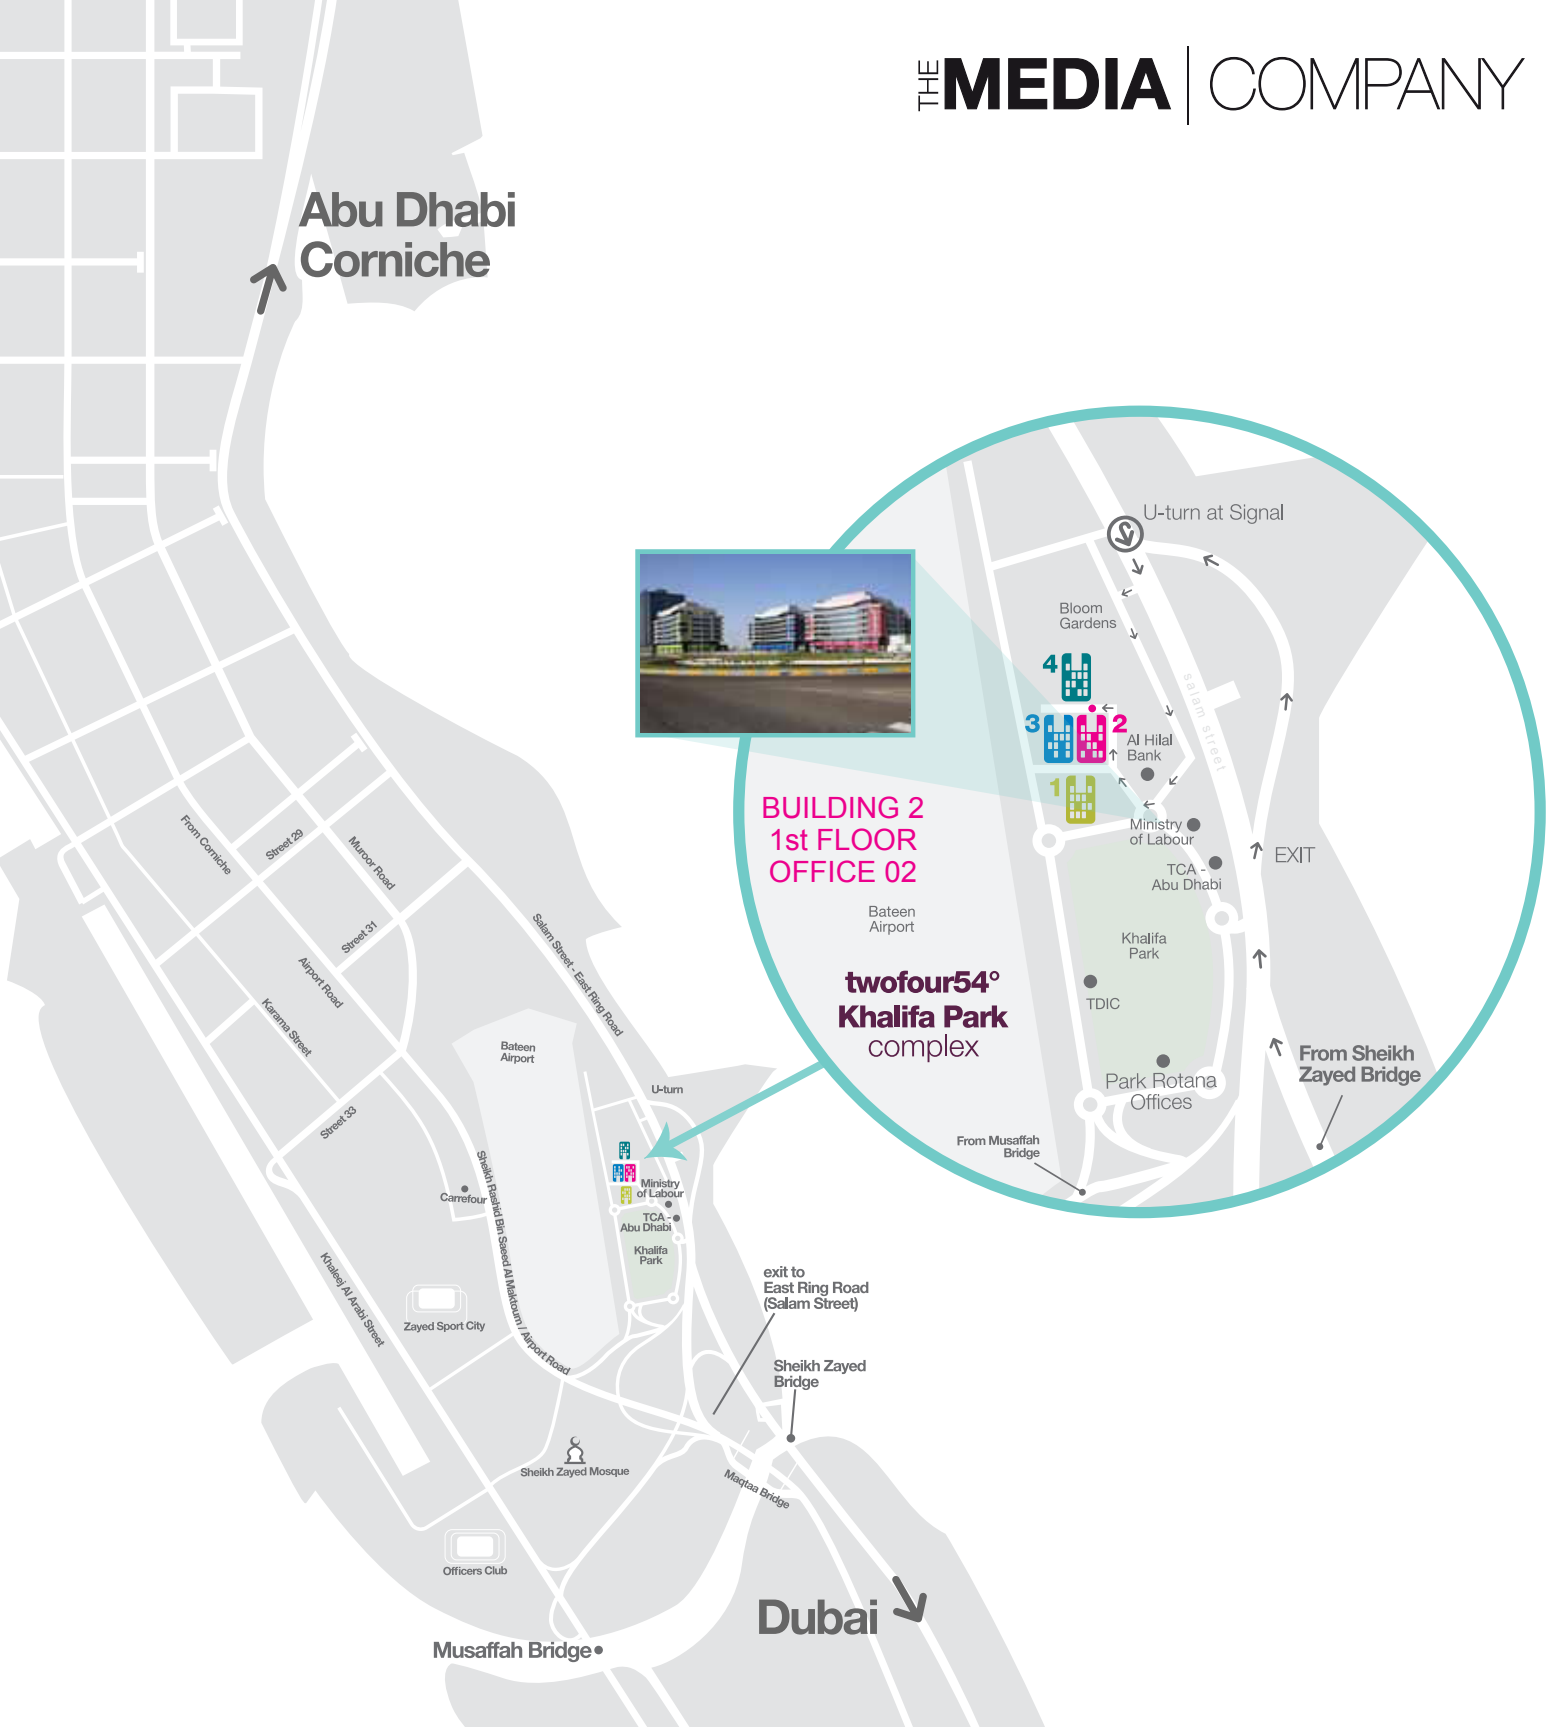 THE MEDIA | COMPANY
Abu Dhabi
Corniche
U-turn at Signal
Bloom
Gardens
4
salam street
3
2
Al Hilal
Bank
1
BUILDING 2
1st FLOOR
OFFICE 02
Ministry
of Labour
EXIT
TCA -
Abu Dhabi
Bateen
Airport
Khalifa
Park
twofour54°
Khalifa Park
complex
TDIC
From Sheikh
Zayed Bridge
Park Rotana
Offices
From Musaffah
Bridge
From Corniche
Street 29
Muroor Road
Street 31
Airport Road
Karama Street
Salam Street - East Ring Road
Bateen
Airport
U-turn
Street 33
Sheikh Rashid Bin Saeed Al Maktoum / Airport Road
Carrefour
Ministry
of Labour
TCA -
Abu Dhabi
Khalifa
Park
Khaleej Al Arabi Street
exit to
East Ring Road
(Salam Street)
Zayed Sport City
Sheikh Zayed
Bridge
Sheikh Zayed Mosque
Maqtaa Bridge
Officers Club
Dubai
Musaffah Bridge